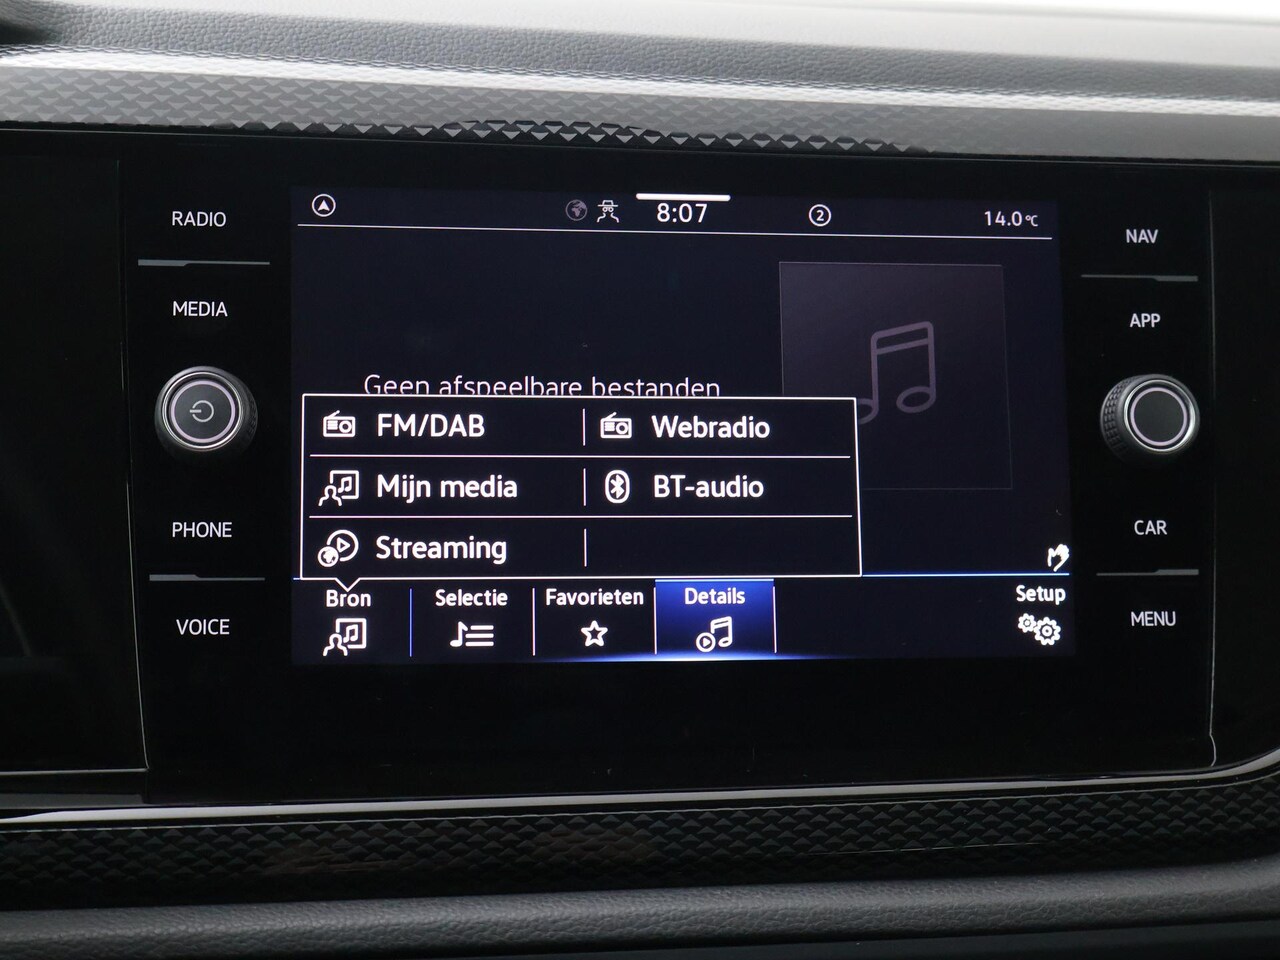 RADIO
MEDIA
PHONE
VOICE
8:07
2
14.0 °C
Geen afspeelbare bestanden
FM/DAB
Webradio
Mijn media
BT-audio
Streaming
Bron
Selectie
Favorieten
Details
Setup
NAV
APP
CAR
MENU